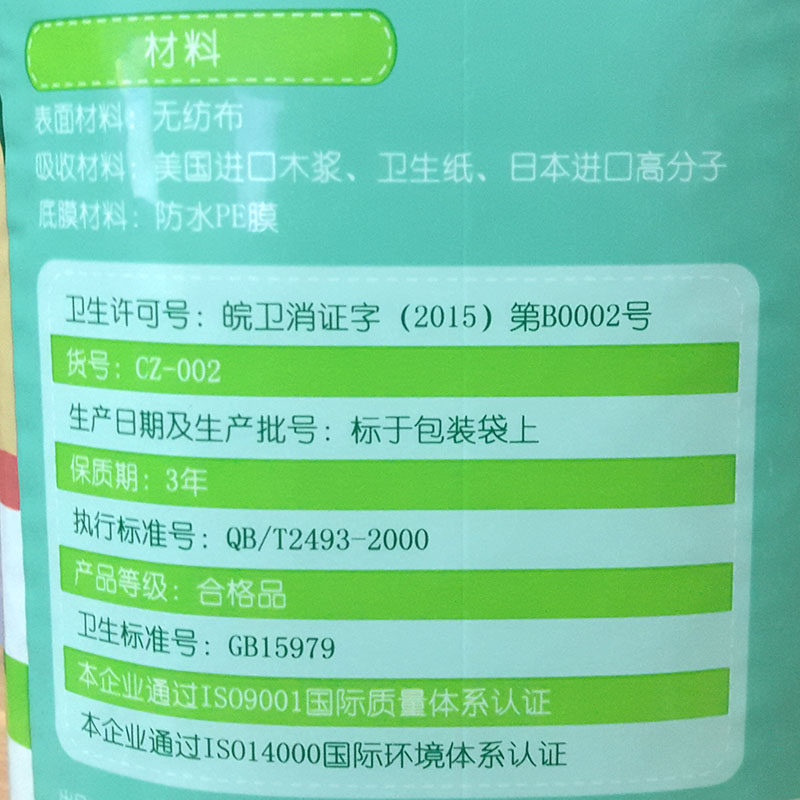 材料
表面材料：无纺布
吸收材料：美国进口木浆、卫生纸、日本进口高分子
底膜材料：防水PE膜
卫生许可号：皖卫消证字（2015）第B0002号
货号：CZ-002
生产日期及生产批号：标于包装袋上
保质期：3年
执行标准号：QB/T2493-2000
产品等级：合格品
卫生标准号：GB15979
本企业通过ISO9001国际质量体系认证
本企业通过ISO14000国际环境体系认证